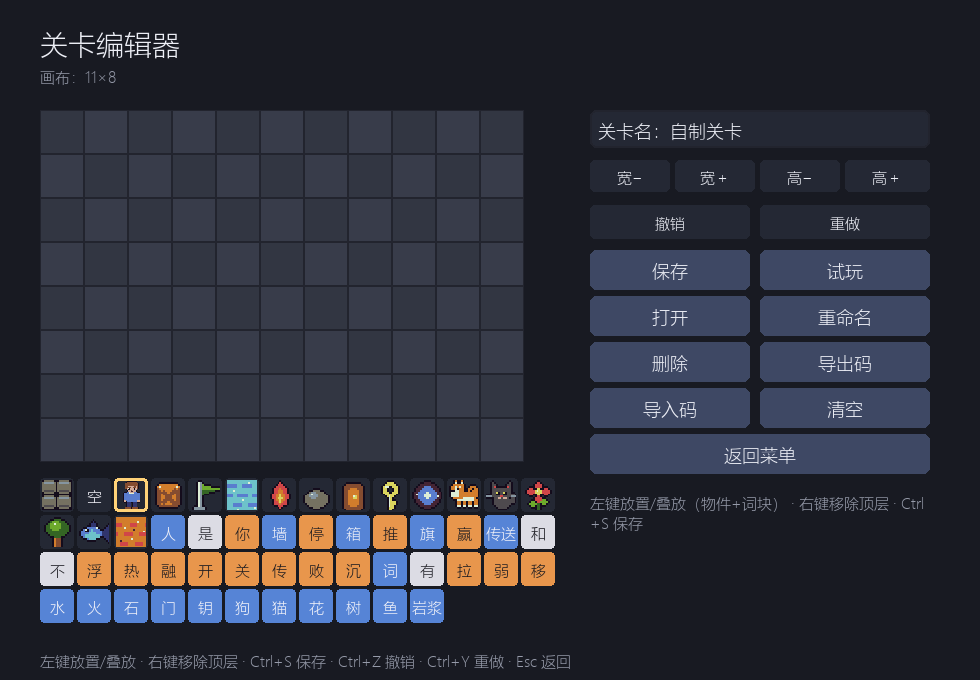 关卡编辑器
画布：11×8
关卡名：自制关卡
宽－ 宽＋ 高－ 高＋
撤销 重做
保存 试玩
打开 重命名
删除 导出码
导入码 清空
返回菜单
左键放置/叠放（物件+词块） · 右键移除顶层 · Ctrl
+S 保存
空
人 是 你 墙 停 箱 推 旗 赢 传送 和
不 浮 热 融 开 关 传 败 沉 词 有 拉 弱 移
水 火 石 门 钥 狗 猫 花 树 鱼 岩浆
左键放置/叠放 · 右键移除顶层 · Ctrl+S 保存 · Ctrl+Z 撤销 · Ctrl+Y 重做 · Esc 返回